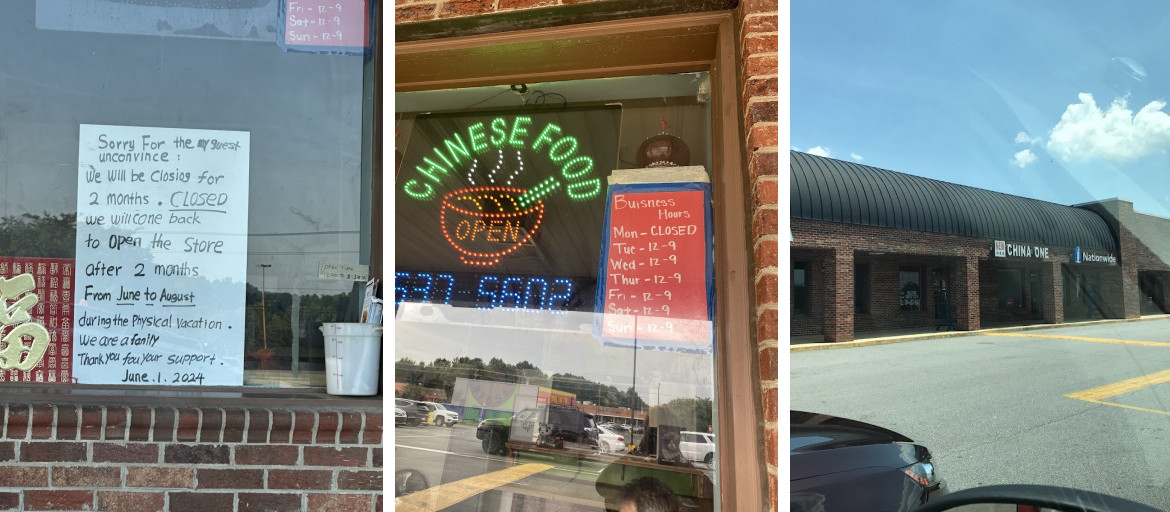 Fri - 12-9
Sat - 12-9
Sun - 12-9
Sorry For the my guest
unconvince :
We will be closing for
2 months . CLOSED
we will cone back
to open the Store
after 2 months
From June to August
during the Physical vacation .
We are a family
Thank you fou your support .
June . 1 . 2024
CHINESE FOOD
OPEN
637-5602
Buisness
Hours
Mon - CLOSED
Tue - 12-9
Wed - 12-9
Thur - 12-9
Fri - 12-9
Sat - 12-9
Sun - 12-9
CHINA ONE
Nationwide